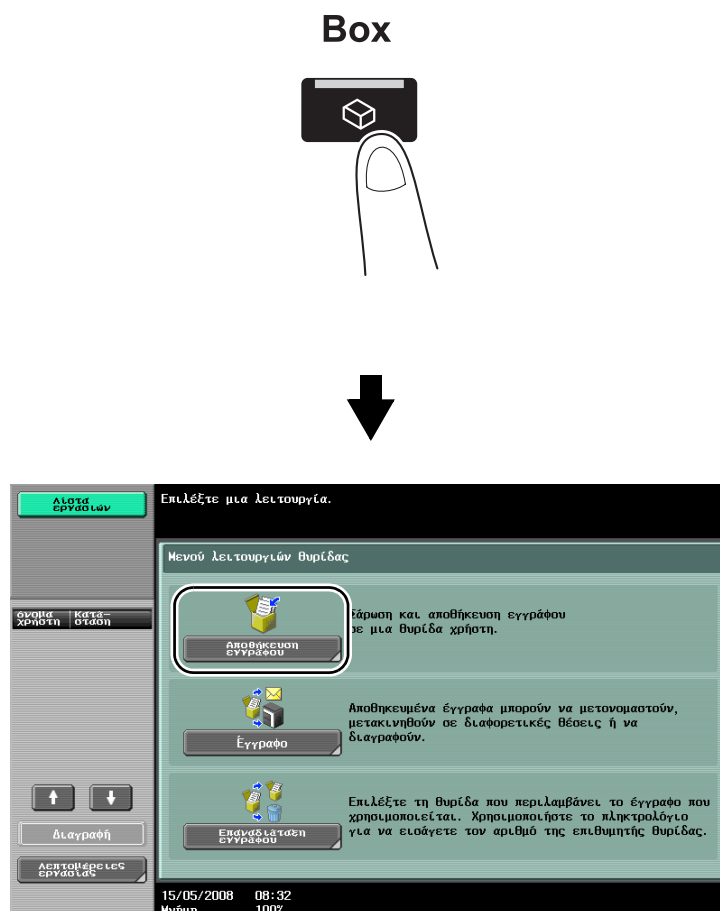 Box
Λίστα
εργασιών
Επιλέξτε μια λειτουργία.
Μενού λειτουργιών θυρίδας
όνομα
χρήστη
Κατά-
σταση
Αποθήκευση
εγγράφου
Σάρωση και αποθήκευση εγγράφου
σε μια θυρίδα χρήστη.
Έγγραφο
Αποθηκευμένα έγγραφα μπορούν να μετονομαστούν,
μετακινηθούν σε διαφορετικές θέσεις ή να
διαγραφούν.
Επαναδιάταξη
εγγράφου
Επιλέξτε τη θυρίδα που περιλαμβάνει το έγγραφο που
χρησιμοποιείται. Χρησιμοποιήστε το πληκτρολόγιο
για να εισάγετε τον αριθμό της επιθυμητής θυρίδας.
Διαγραφή
Λεπτομέρειες
εργασίας
15/05/2008 08:32
Μνήμη 100%